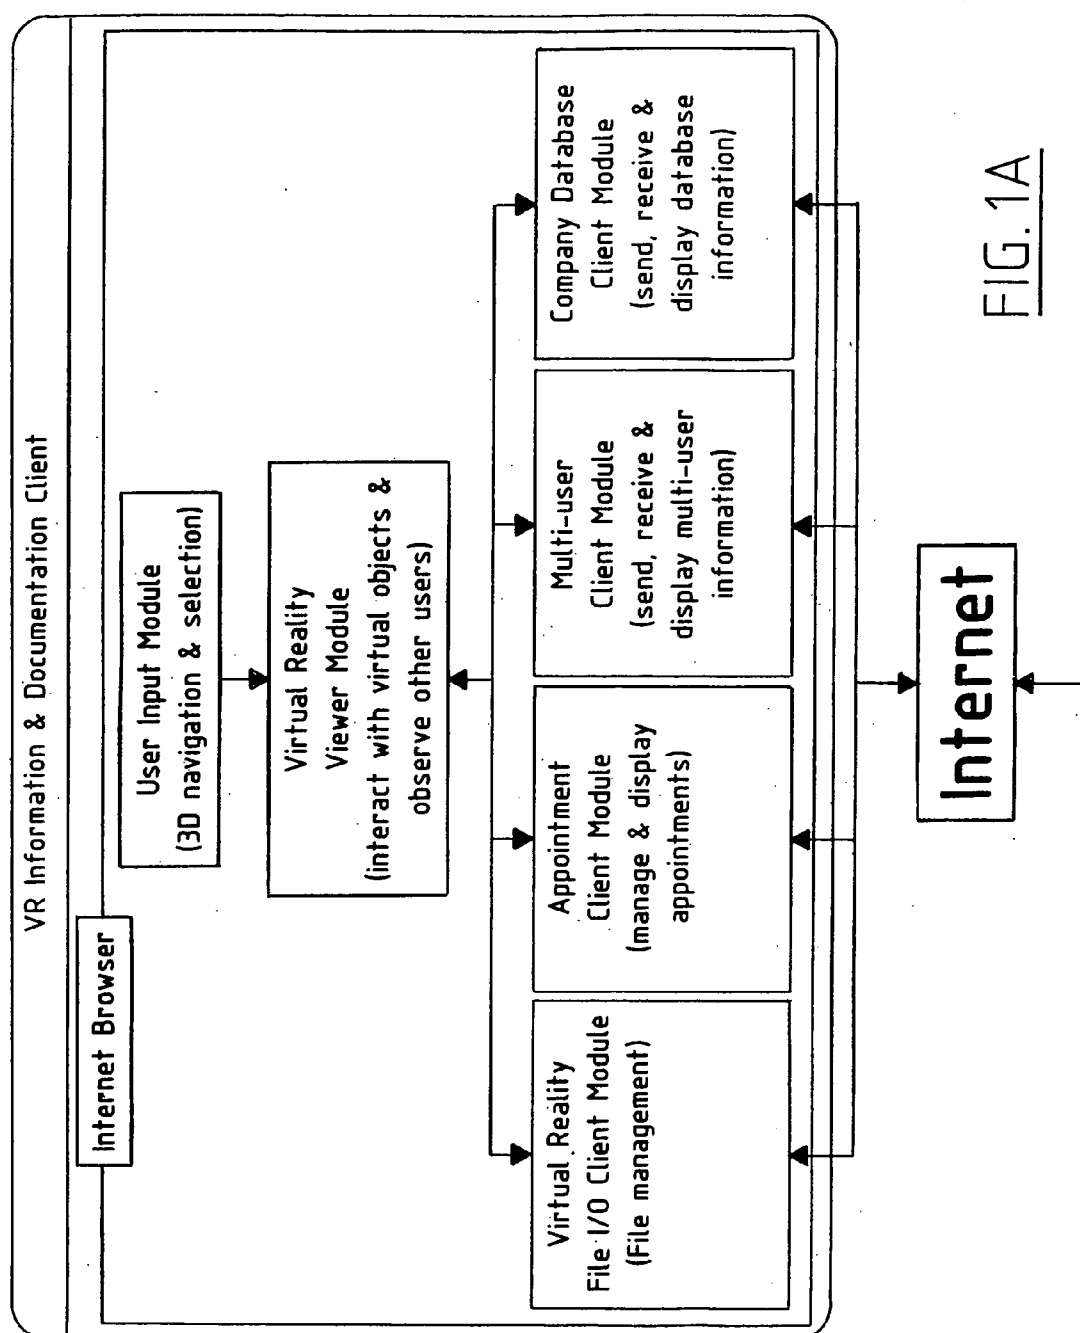 VR Information & Documentation Client
Internet Browser
User Input Module
(3D navigation & selection)
Virtual Reality
Viewer Module
(interact with virtual objects &
observe other users)
Virtual Reality
File I/O Client Module
(File management)
Appointment
Client Module
(manage & display
appointments)
Multi-user
Client Module
(send, receive &
display multi-user
information)
Company Database
Client Module
(send, receive &
display database
information)
Internet
FIG.1A